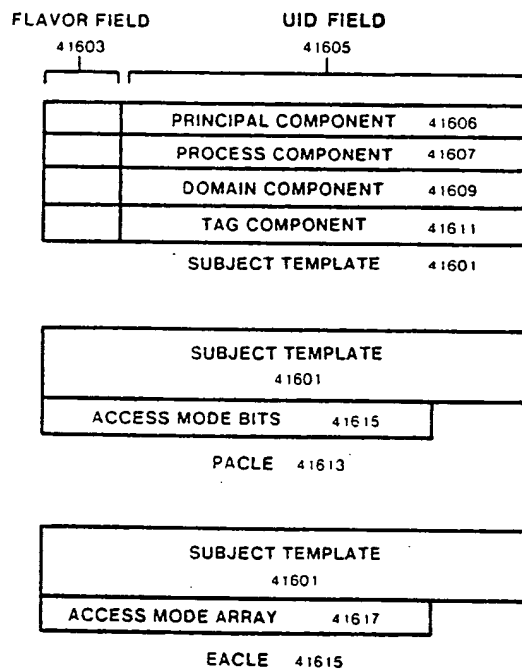 FLAVOR FIELD UID FIELD
41603 41605
PRINCIPAL COMPONENT 41606
PROCESS COMPONENT 41607
DOMAIN COMPONENT 41609
TAG COMPONENT 41611
SUBJECT TEMPLATE 41601
SUBJECT TEMPLATE
41601
ACCESS MODE BITS 41615
PACLE 41613
SUBJECT TEMPLATE
41601
ACCESS MODE ARRAY 41617
EACLE 41615